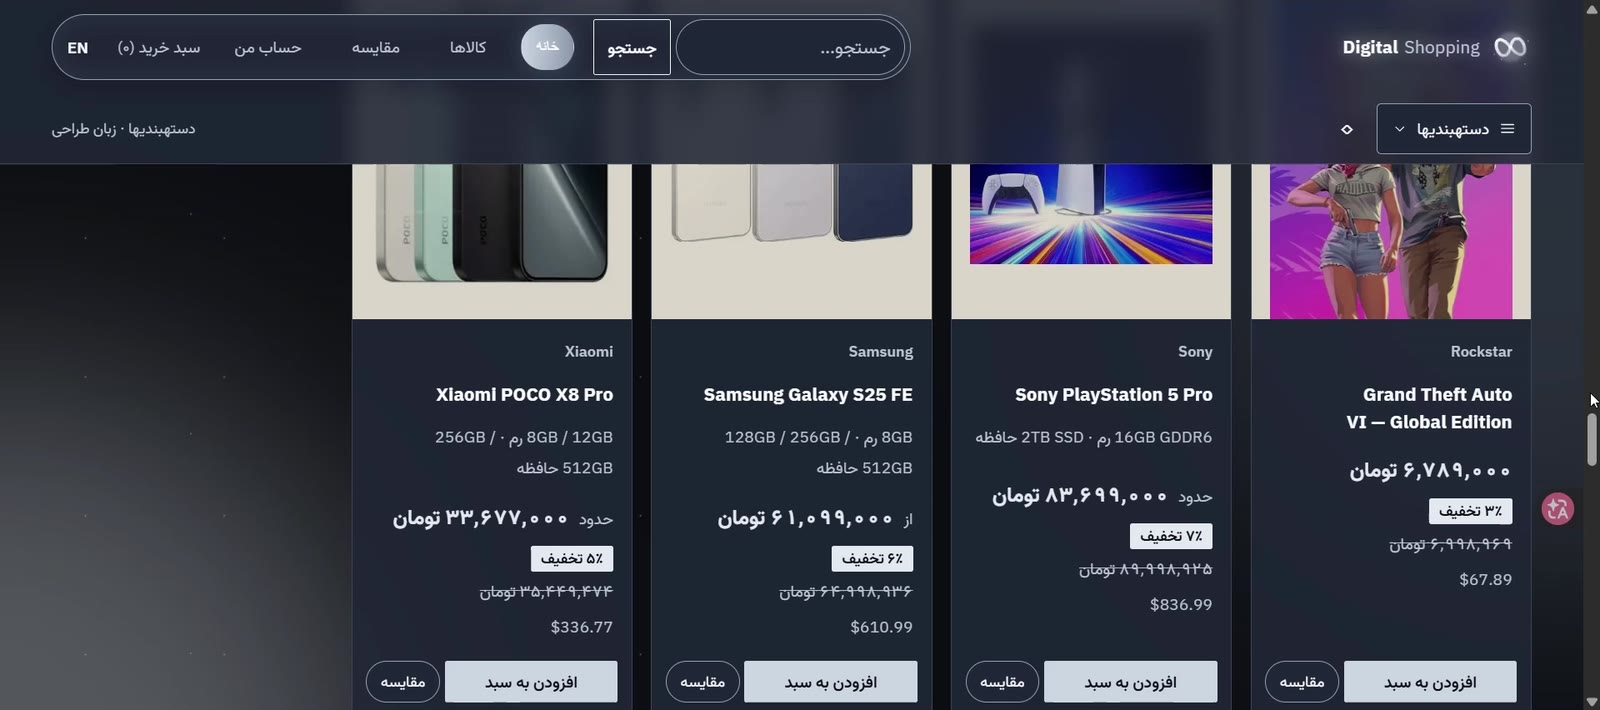 Digital Shopping
جستجو...
جستجو
خانه
کالاها
مقایسه
حساب من
سبد خرید (۰)
EN
دستهبندیها
دستهبندیها · زبان طراحی
POCO
POCO
POCO
Rockstar
Grand Theft Auto
VI — Global Edition
۶,۷۸۹,۰۰۰ تومان
۳٪ تخفیف
۶,۹۹۸,۹۶۹ تومان
$67.89
افزودن به سبد
مقایسه
Sony
Sony PlayStation 5 Pro
16GB GDDR6 رم · 2TB SSD حافظه
حدود ۸۳,۶۹۹,۰۰۰ تومان
۷٪ تخفیف
۸۹,۹۹۸,۹۲۵ تومان
$836.99
افزودن به سبد
مقایسه
Samsung
Samsung Galaxy S25 FE
8GB رم · 128GB / 256GB /
512GB حافظه
از ۶۱,۰۹۹,۰۰۰ تومان
۶٪ تخفیف
۶۴,۹۹۸,۹۳۶ تومان
$610.99
افزودن به سبد
مقایسه
Xiaomi
Xiaomi POCO X8 Pro
8GB / 12GB رم · 256GB /
512GB حافظه
حدود ۳۳,۶۷۷,۰۰۰ تومان
۵٪ تخفیف
۳۵,۴۴۹,۴۷۴ تومان
$336.77
افزودن به سبد
مقایسه